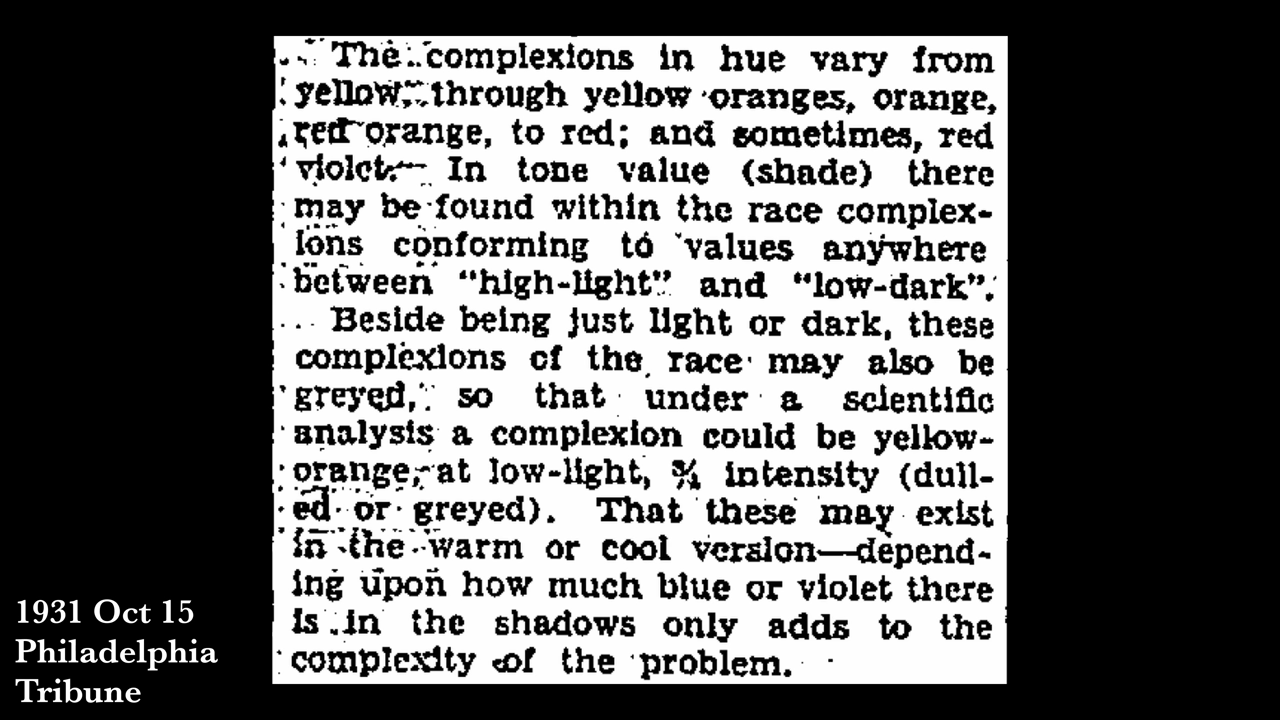 The complexions in hue vary from
yellow, through yellow oranges, orange,
red orange, to red; and sometimes, red
violet. In tone value (shade) there
may be found within the race complex-
ions conforming to values anywhere
between "high-light" and "low-dark".
Beside being just light or dark, these
complexions of the race may also be
greyed, so that under a scientific
analysis a complexion could be yellow-
orange, at low-light, ¾ intensity (dull-
ed or greyed). That these may exist
in the warm or cool version—depend-
ing upon how much blue or violet there
is in the shadows only adds to the
complexity of the problem.
1931 Oct 15
Philadelphia
Tribune